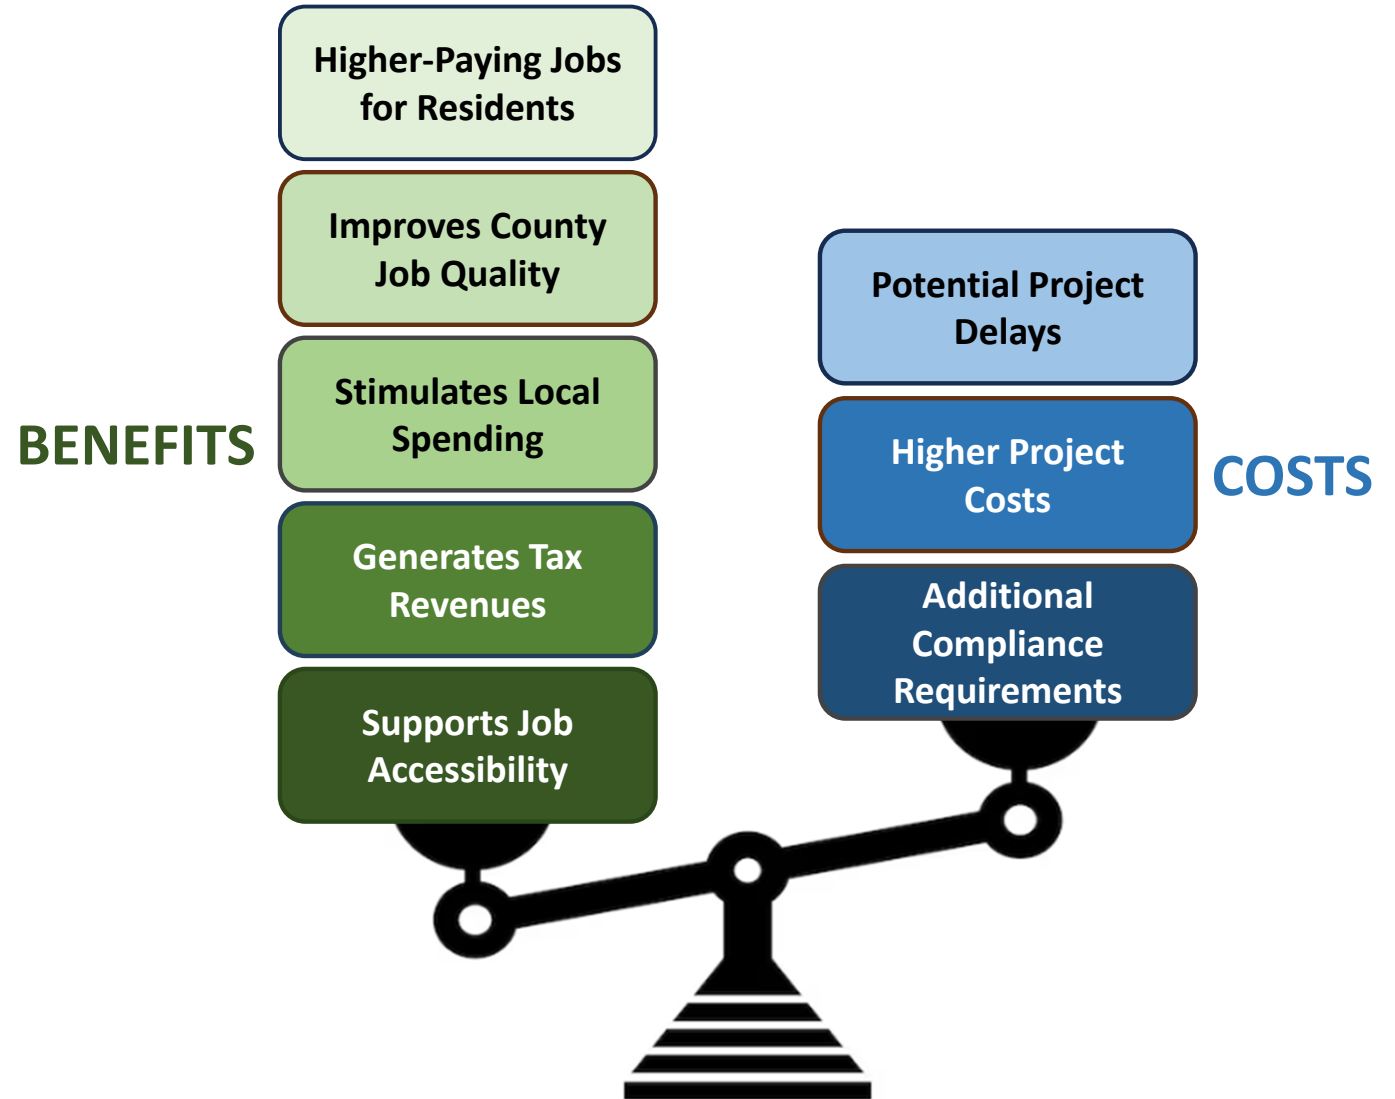 Higher-Paying Jobs
for Residents
Improves County
Job Quality
Stimulates Local
Spending
Generates Tax
Revenues
Supports Job
Accessibility
BENEFITS
Potential Project
Delays
Higher Project
Costs
Additional
Compliance
Requirements
COSTS